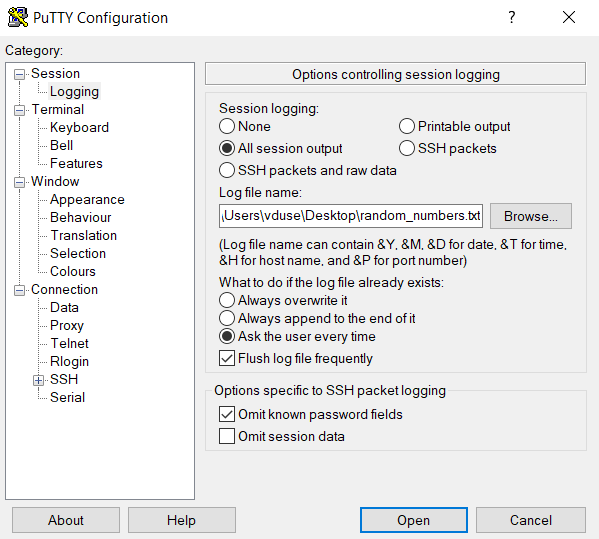 PuTTY Configuration
?
Category:
Session
Logging
Terminal
Keyboard
Bell
Features
Window
Appearance
Behaviour
Translation
Selection
Colours
Connection
Data
Proxy
Telnet
Rlogin
SSH
Serial
Options controlling session logging
Session logging:
None
Printable output
All session output
SSH packets
SSH packets and raw data
Log file name:
\Users\vduse\Desktop\random_numbers.txt
Browse...
(Log file name can contain &Y, &M, &D for date, &T for time,
&H for host name, and &P for port number)
What to do if the log file already exists:
Always overwrite it
Always append to the end of it
Ask the user every time
Flush log file frequently
Options specific to SSH packet logging
Omit known password fields
Omit session data
About
Help
Open
Cancel